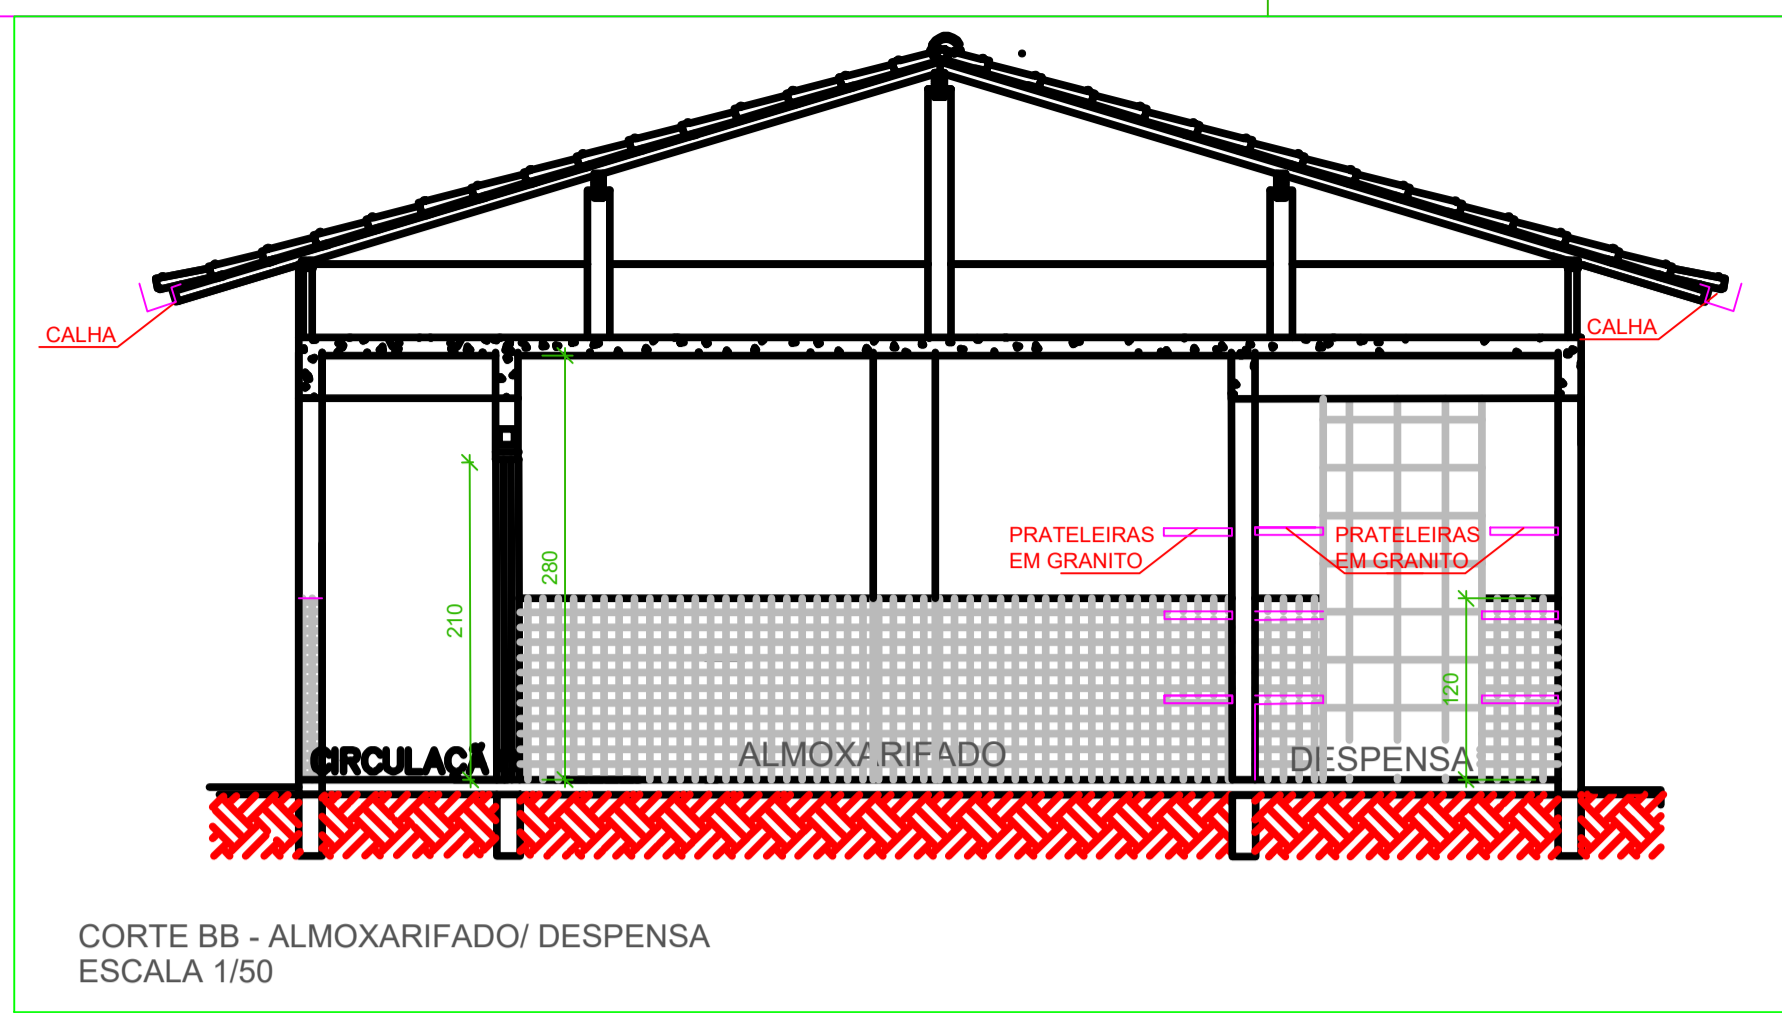 CALHA
CALHA
280
210
PRATELEIRAS
EM GRANITO
PRATELEIRAS
EM GRANITO
120
CIRCULAÇÃ
ALMOXARIFADO
DESPENSA
CORTE BB - ALMOXARIFADO/ DESPENSA
ESCALA 1/50